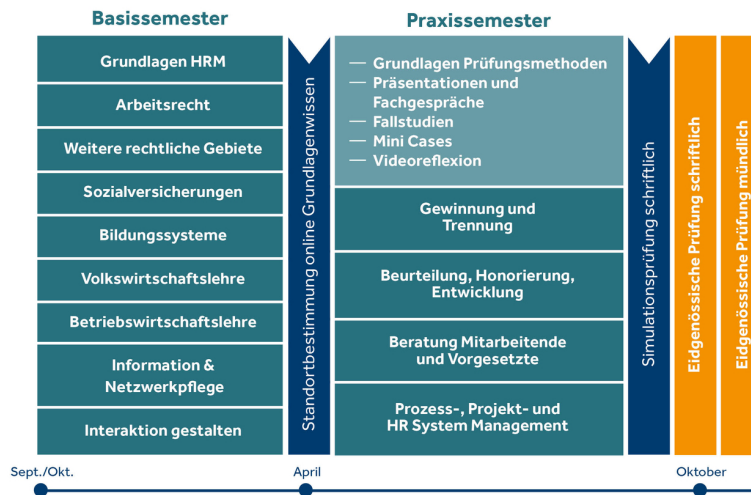 Basissemester
Grundlagen HRM
Arbeitsrecht
Weitere rechtliche Gebiete
Sozialversicherungen
Bildungssysteme
Volkswirtschaftslehre
Betriebswirtschaftslehre
Information &
Netzwerkpflege
Interaktion gestalten
Standortbestimmung online Grundlagenwissen
Praxissemester
— Grundlagen Prüfungsmethoden
— Präsentationen und
Fachgespräche
— Fallstudien
— Mini Cases
— Videoreflexion
Gewinnung und
Trennung
Beurteilung, Honorierung,
Entwicklung
Beratung Mitarbeitende
und Vorgesetzte
Prozess-, Projekt- und
HR System Management
Simulationsprüfung schriftlich
Eidgenössische Prüfung schriftlich
Eidgenössische Prüfung mündlich
Sept./Okt.
April
Oktober